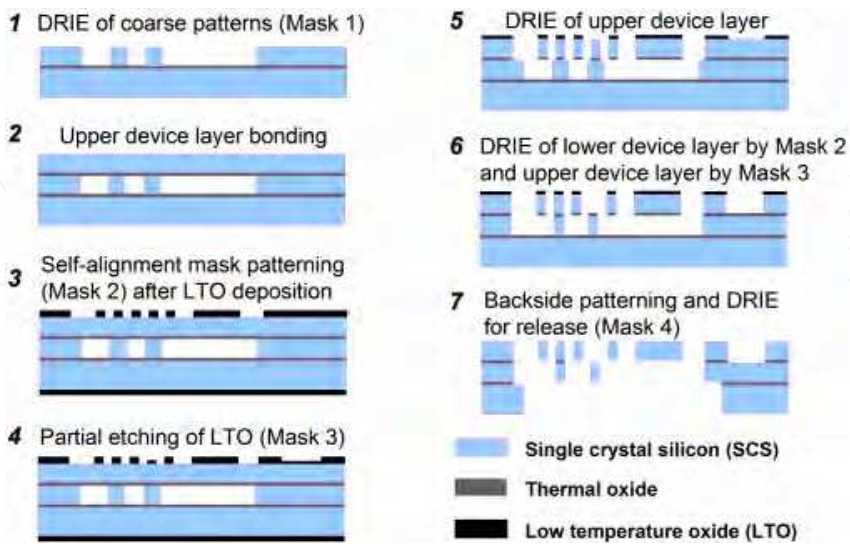 1 DRIE of coarse patterns (Mask 1)
2 Upper device layer bonding
3 Self-alignment mask patterning
(Mask 2) after LTO deposition
4 Partial etching of LTO (Mask 3)
5 DRIE of upper device layer
6 DRIE of lower device layer by Mask 2
and upper device layer by Mask 3
7 Backside patterning and DRIE
for release (Mask 4)
Single crystal silicon (SCS)
Thermal oxide
Low temperature oxide (LTO)